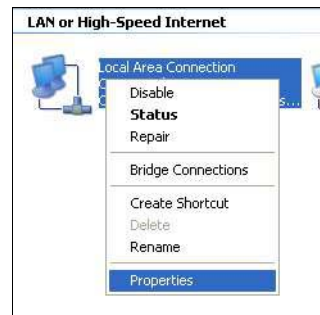 LAN or High-Speed Internet
Local Area Connection
Disable
Status
Repair
Bridge Connections
Create Shortcut
Delete
Rename
Properties